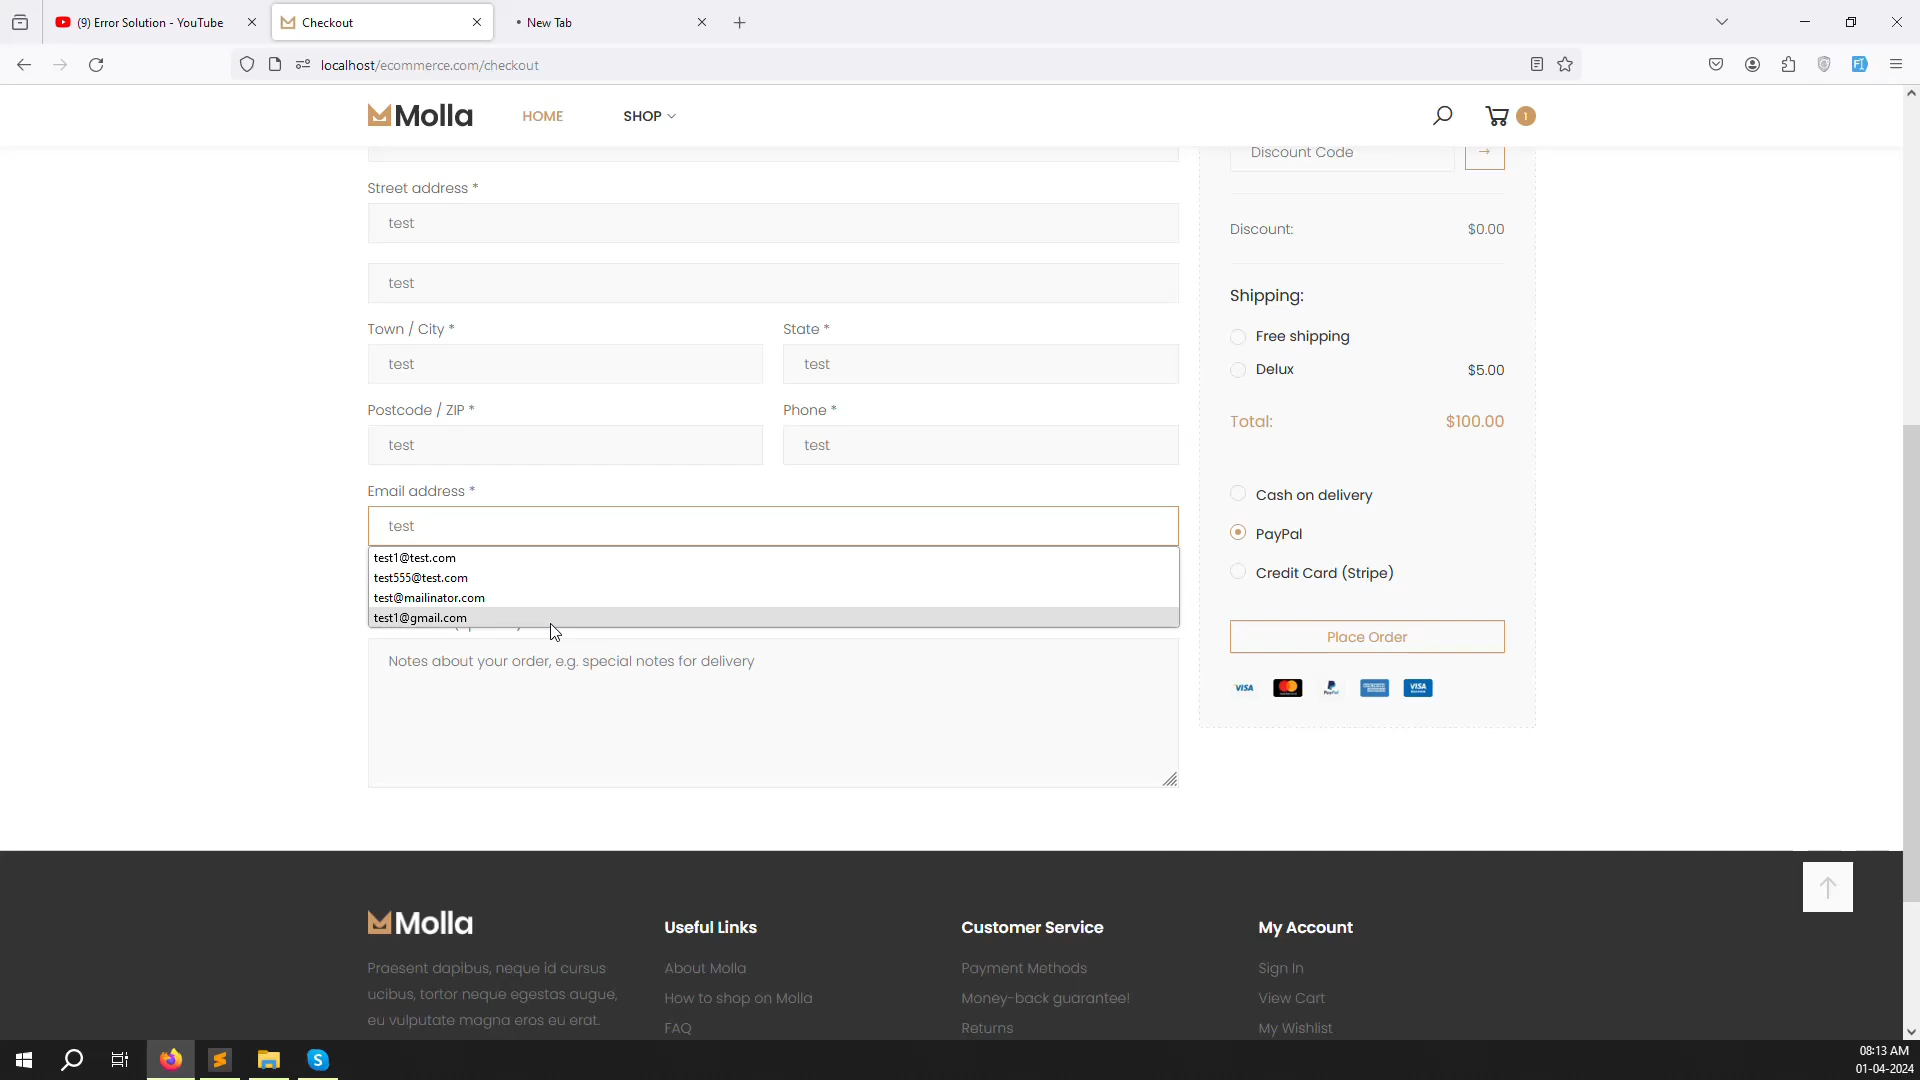 (9) Error Solution - YouTube
Checkout
New Tab
localhost/ecommerce.com/checkout
Molla
HOME
SHOP
1
Discount Code
Street address *
test
Discount:
$0.00
test
Shipping:
Town / City *
State *
Free shipping
test
test
Delux
$5.00
Postcode / ZIP *
Phone *
Total:
$100.00
test
test
Email address *
Cash on delivery
test
PayPal
test1@test.com
test555@test.com
Credit Card (Stripe)
test@mailinator.com
test1@gmail.com
Place Order
Notes about your order, e.g. special notes for delivery
VISA
PayPal
VISA
Molla
Useful Links
Customer Service
My Account
Praesent dapibus, neque id cursus
ucibus, tortor neque egestas augue,
eu vulputate magna eros eu erat.
About Molla
Payment Methods
Sign In
How to shop on Molla
Money-back guarantee!
View Cart
FAQ
Returns
My Wishlist
08:13 AM
01-04-2024